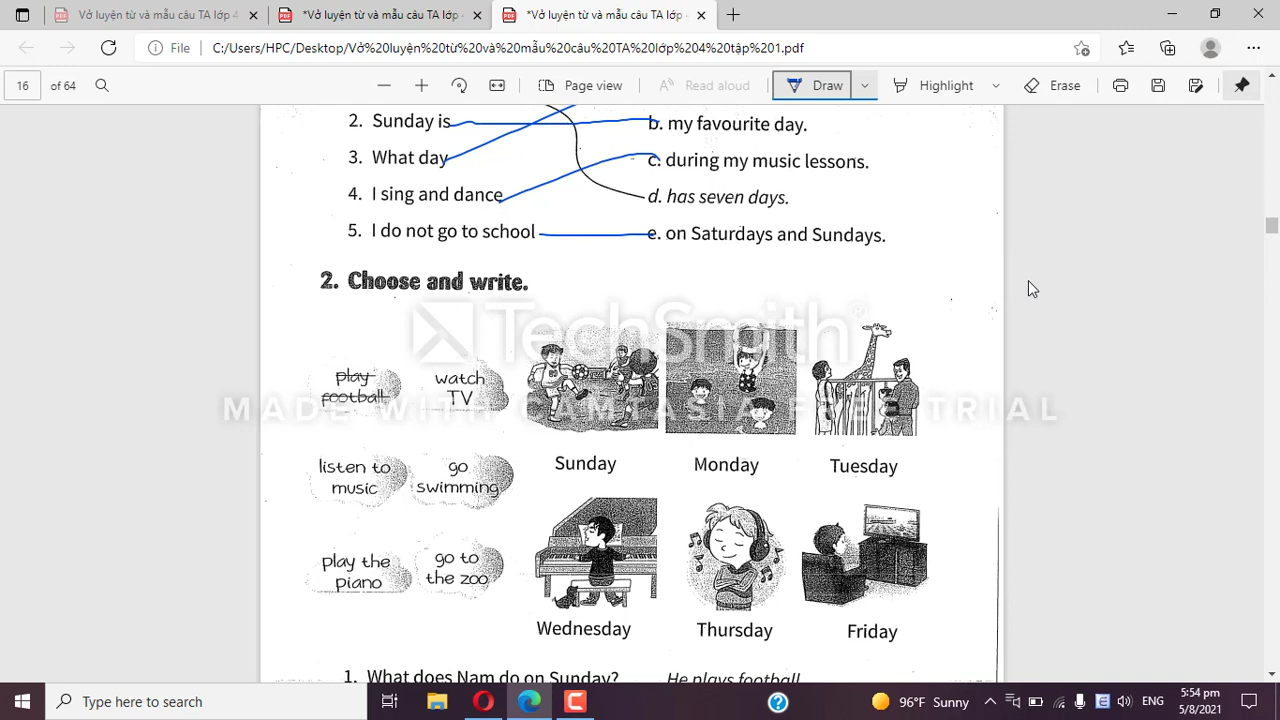 Vở luyện từ và mẫu câu TA lớp 4
*Vở luyện từ và mẫu câu TA lớp
*Vở luyện từ và mẫu câu TA lớp
File
C:/Users/HPC/Desktop/Vở%20luyện%20từ%20và%20mẫu%20câu%20TA%20lớp%204%20tập%201.pdf
16 of 64
Page view
Read aloud
Draw
Highlight
Erase
2. Sunday is
b. my favourite day.
3. What day
c. during my music lessons.
4. I sing and dance
d. has seven days.
5. I do not go to school
e. on Saturdays and Sundays.
2. Choose and write.
TechSmith®
MADE WITH CAMTASIA FREE TRIAL
play
football
watch
TV
listen to
music
go
swimming
play the
piano
go to
the zoo
Sunday
Monday
Tuesday
Wednesday
Thursday
Friday
1. What does Nam do on Sunday?
He plays football
Type here to search
96°F Sunny
ENG
5:54 pm
5/8/2021